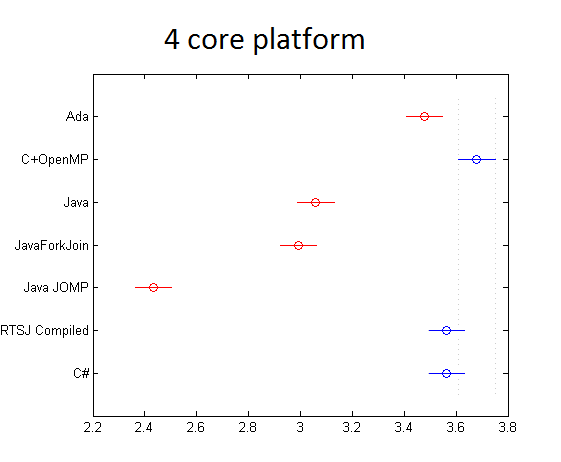 4 core platform
Ada
C+OpenMP
Java
JavaForkJoin
Java JOMP
RTSJ Compiled
C#
2.2 2.4 2.6 2.8 3 3.2 3.4 3.6 3.8